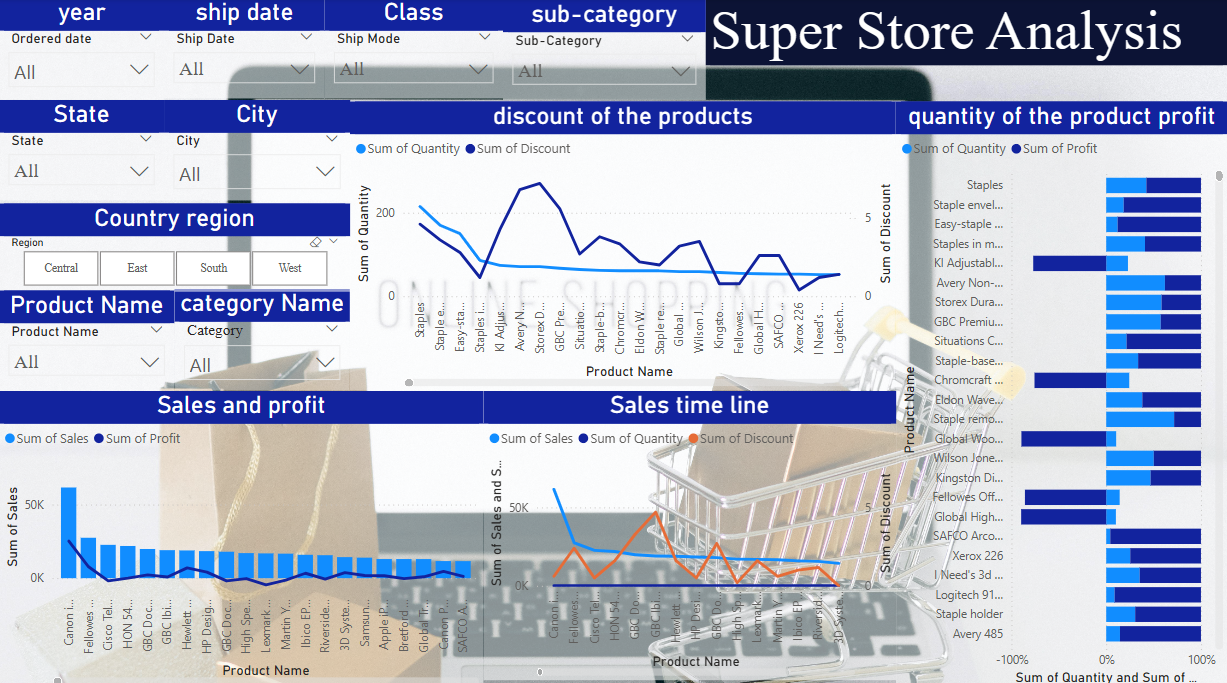 year
ship date
Class
sub-category
Super Store Analysis
Ordered date
Ship Date
Ship Mode
Sub-Category
All
All
All
All
State
City
State
City
All
All
Country region
Region
Central
East
South
West
Product Name
category Name
Product Name
Category
All
All
discount of the products
Sum of Quantity
Sum of Discount
Sum of Quantity
200
0
5
0
Sum of Discount
ONLINE SHOPPING
Staples
Staple e...
Easy-sta...
Staples i...
KI Adjus...
Avery N...
Storex D...
GBC Pre...
Situatio...
Staple-b...
Chromcr...
Eldon W...
Staple re...
Global ...
Wilson J...
Kingsto...
Fellowes...
Global H...
SAFCO ...
Xerox 226
I Need's ...
Logitech...
Product Name
quantity of the product profit
Sum of Quantity
Sum of Profit
Product Name
Staples
Staple envel...
Easy-staple ...
Staples in m...
KI Adjustabl...
Avery Non-...
Storex Dura...
GBC Premiu...
Situations C...
Staple-base...
Chromcraft ...
Eldon Wave...
Staple remo...
Global Woo...
Wilson Jone...
Kingston Di...
Fellowes Off...
Global High...
SAFCO Arco...
Xerox 226
I Need's 3d ...
Logitech 91...
Staple holder
Avery 485
-100%
0%
100%
Sum of Quantity and Sum of ...
Sales and profit
Sum of Sales
Sum of Profit
Sum of Sales
50K
0K
Canon i...
Fellowes ...
Cisco Tel...
HON 54...
GBC Doc...
GBC Ibi...
Hewlett ...
HP Desig...
GBC Doc...
High Spe...
Lexmark ...
Martin Y...
Ibico EP...
Riverside...
3D Syste...
Samsun...
Apple iP...
Bretford...
Global Tr...
Canon P...
SAFCO A...
Product Name
Sales time line
Sum of Sales
Sum of Quantity
Sum of Discount
Sum of Sales and S...
50K
0K
5
0
Sum of Discount
Canon i...
Fellowes...
Cisco Tel...
HON 54...
GBC Do...
GBC Ibi...
Hewlett ...
HP Desi...
GBC Do...
High Sp...
Lexmark...
Martin ...
Ibico EP...
Riversid...
3D Syste...
Product Name